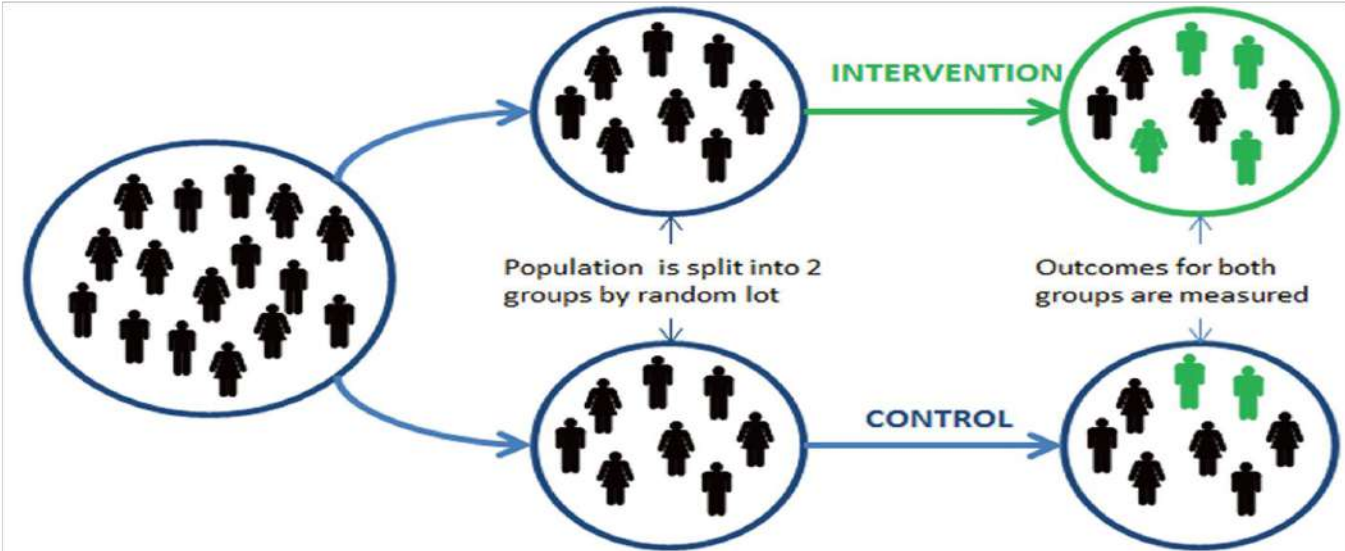 INTERVENTION
Population is split into 2
groups by random lot
Outcomes for both
groups are measured
CONTROL